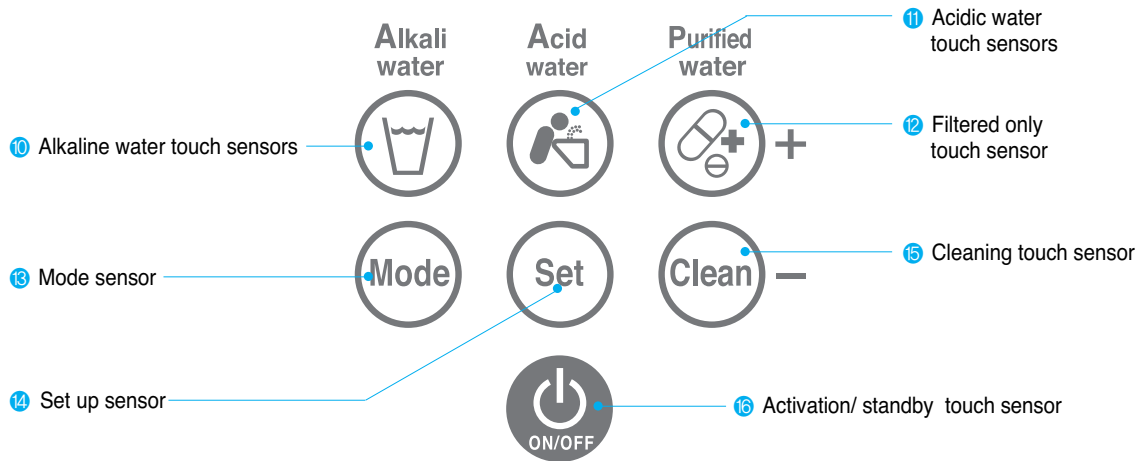 ⑪ Acidic water
touch sensors
Alkali
water
Acid
water
Purified
water
⑩ Alkaline water touch sensors
⑫ Filtered only
touch sensor
+
⑬ Mode sensor
Mode
Set
Clean
−
⑮ Cleaning touch sensor
⑭ Set up sensor
ON/OFF
⑯ Activation/ standby touch sensor